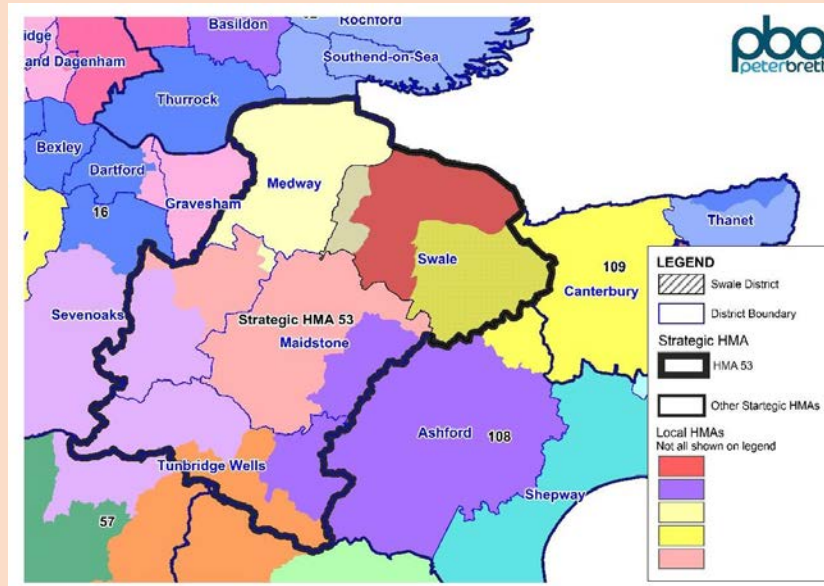 Basildon
Rochford
Southend-on-Sea
and Dagenham
Thurrock
Bexley
Dartford
16
Gravesham
Medway
Swale
Thanet
109
Canterbury
Sevenoaks
Strategic HMA 53
Maidstone
Ashford 108
Tunbridge Wells
Shepway
57
pba
peterbrett
LEGEND
Swale District
District Boundary
Strategic HMA
HMA 53
Other Startegic HMAs
Local HMAs
Not all shown on legend